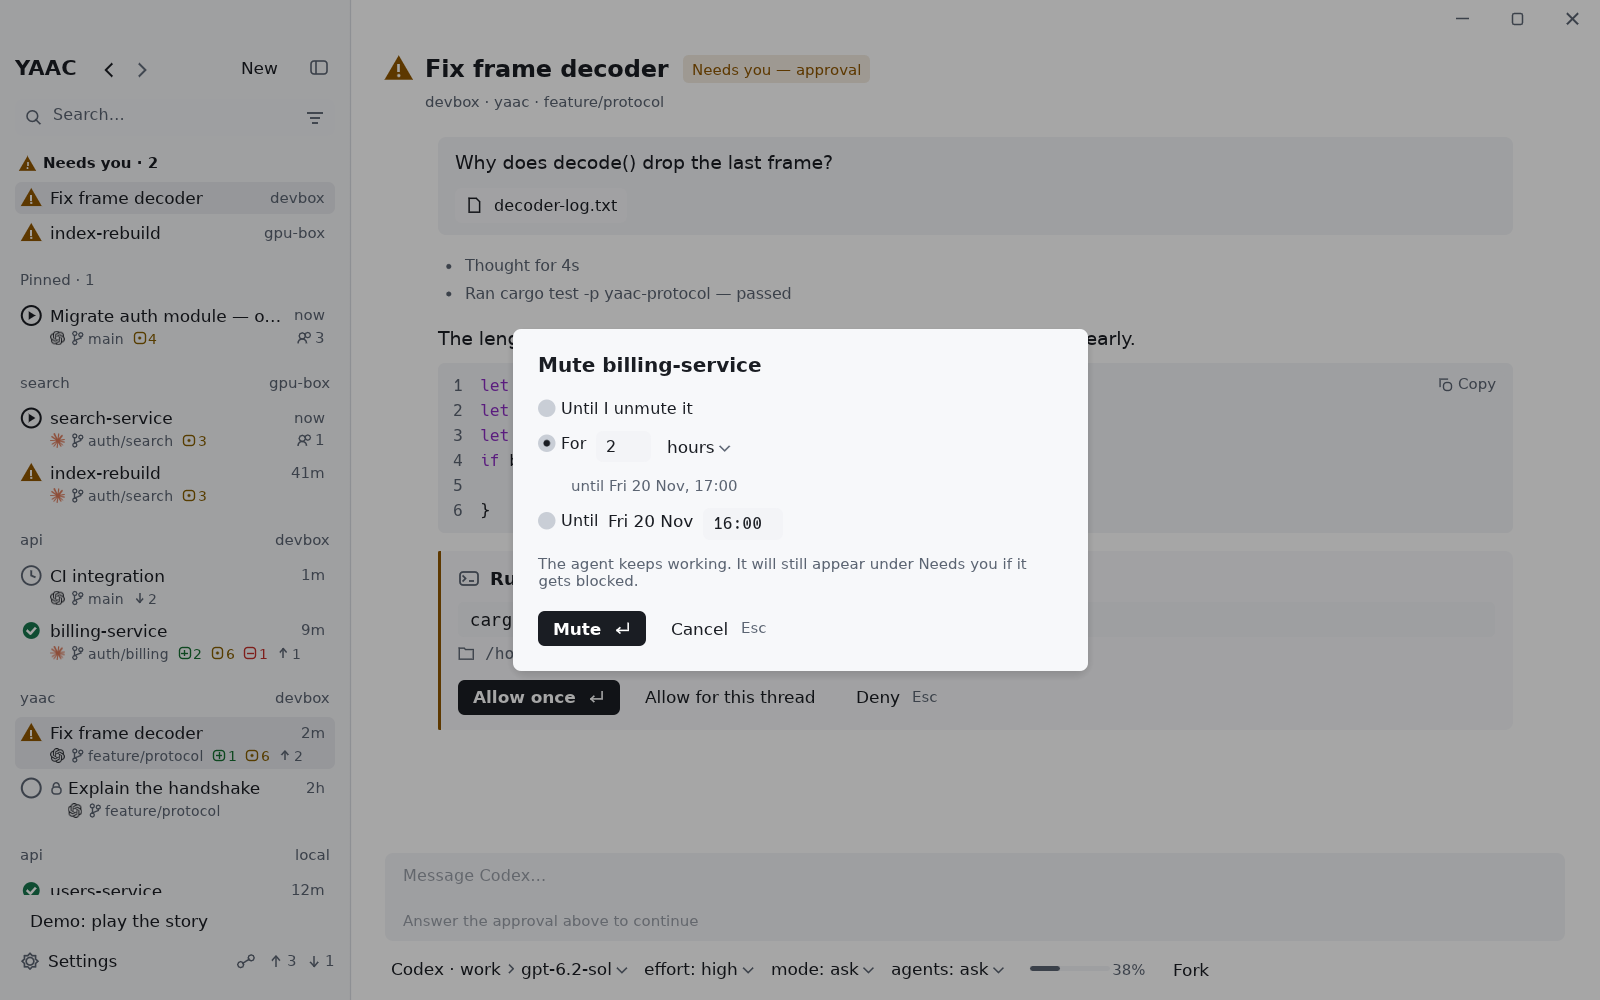 YAAC
New
Search...
Needs you · 2
Fix frame decoder devbox
index-rebuild gpu-box
Pinned · 1
Migrate auth module — o... now
main 4 3
search gpu-box
search-service now
auth/search 3 1
index-rebuild 41m
auth/search 3
api devbox
CI integration 1m
main 2
billing-service 9m
auth/billing 2 6 1 1
yaac devbox
Fix frame decoder 2m
feature/protocol 1 6 2
Explain the handshake 2h
feature/protocol
api local
users-service 12m
Demo: play the story
Settings 3 1
Fix frame decoder Needs you — approval
devbox · yaac · feature/protocol
Why does decode() drop the last frame?
decoder-log.txt
Thought for 4s
Ran cargo test -p yaac-protocol — passed
The early.
Copy
1 let
2 let
3 let
4 if
5
6 }
/ho
Allow once Allow for this thread Deny Esc
Mute billing-service
Until I unmute it
For 2 hours
until Fri 20 Nov, 17:00
Until Fri 20 Nov 16:00
The agent keeps working. It will still appear under Needs you if it
gets blocked.
Mute Cancel Esc
Message Codex...
Answer the approval above to continue
Codex · work gpt-6.2-sol effort: high mode: ask agents: ask 38% Fork